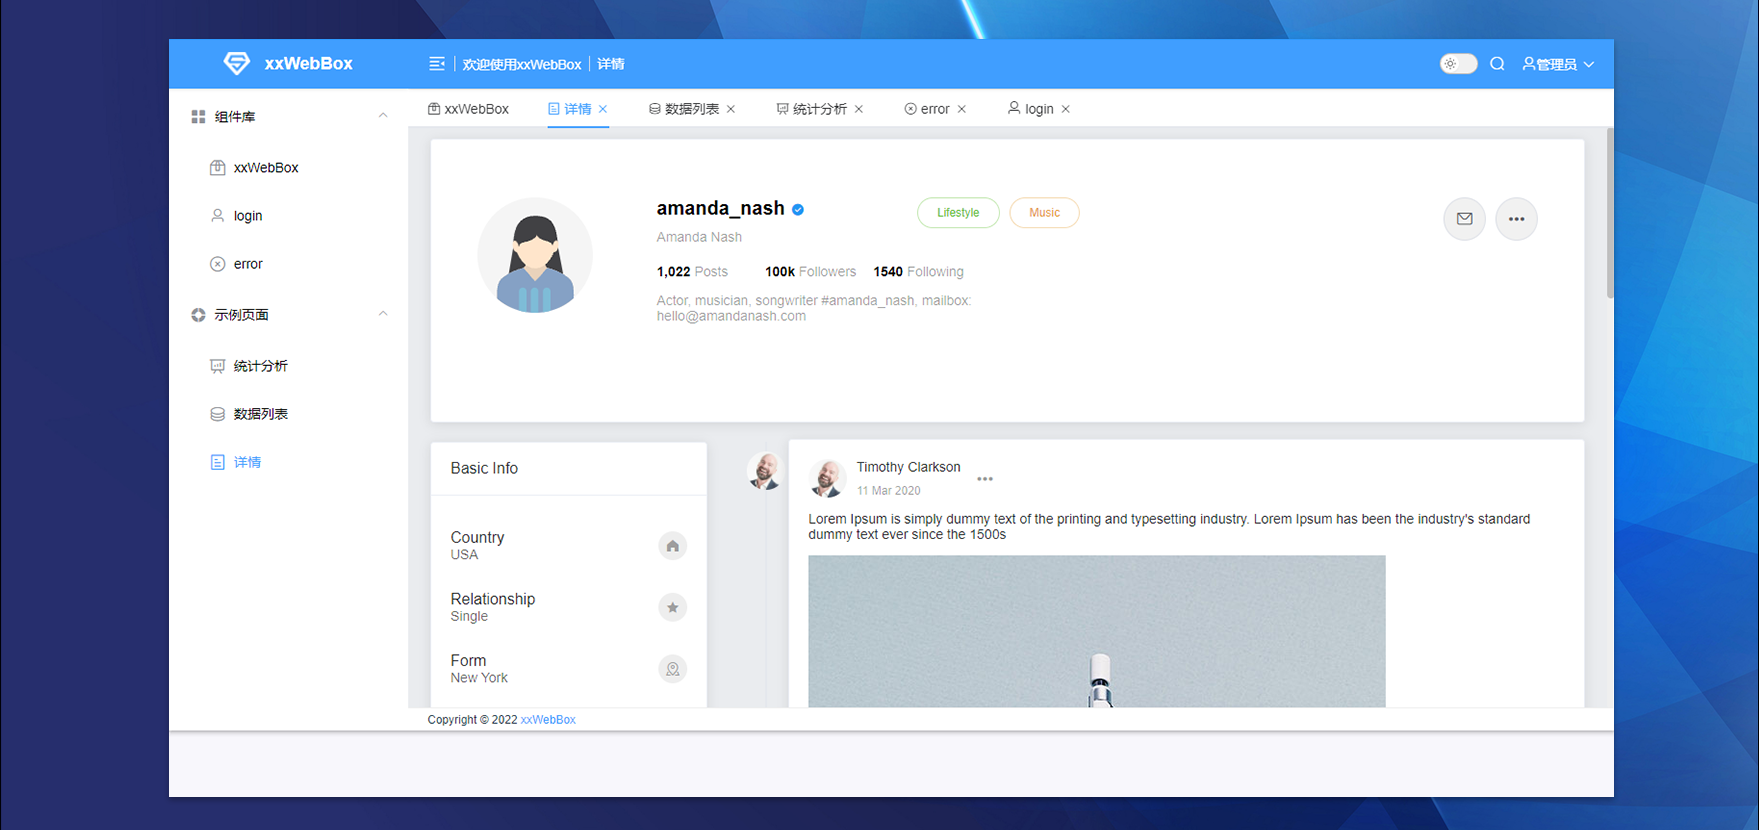 xxWebBox
欢迎使用xxWebBox
详情
管理员
组件库
xxWebBox
login
error
示例页面
统计分析
数据列表
详情
xxWebBox
详情
数据列表
统计分析
error
login
amanda_nash
Lifestyle
Music
Amanda Nash
1,022 Posts
100k Followers
1540 Following
Actor, musician, songwriter #amanda_nash, mailbox:
hello@amandanash.com
Basic Info
Country
USA
Relationship
Single
Form
New York
Timothy Clarkson
11 Mar 2020
Lorem Ipsum is simply dummy text of the printing and typesetting industry. Lorem Ipsum has been the industry's standard
dummy text ever since the 1500s
Copyright © 2022 xxWebBox